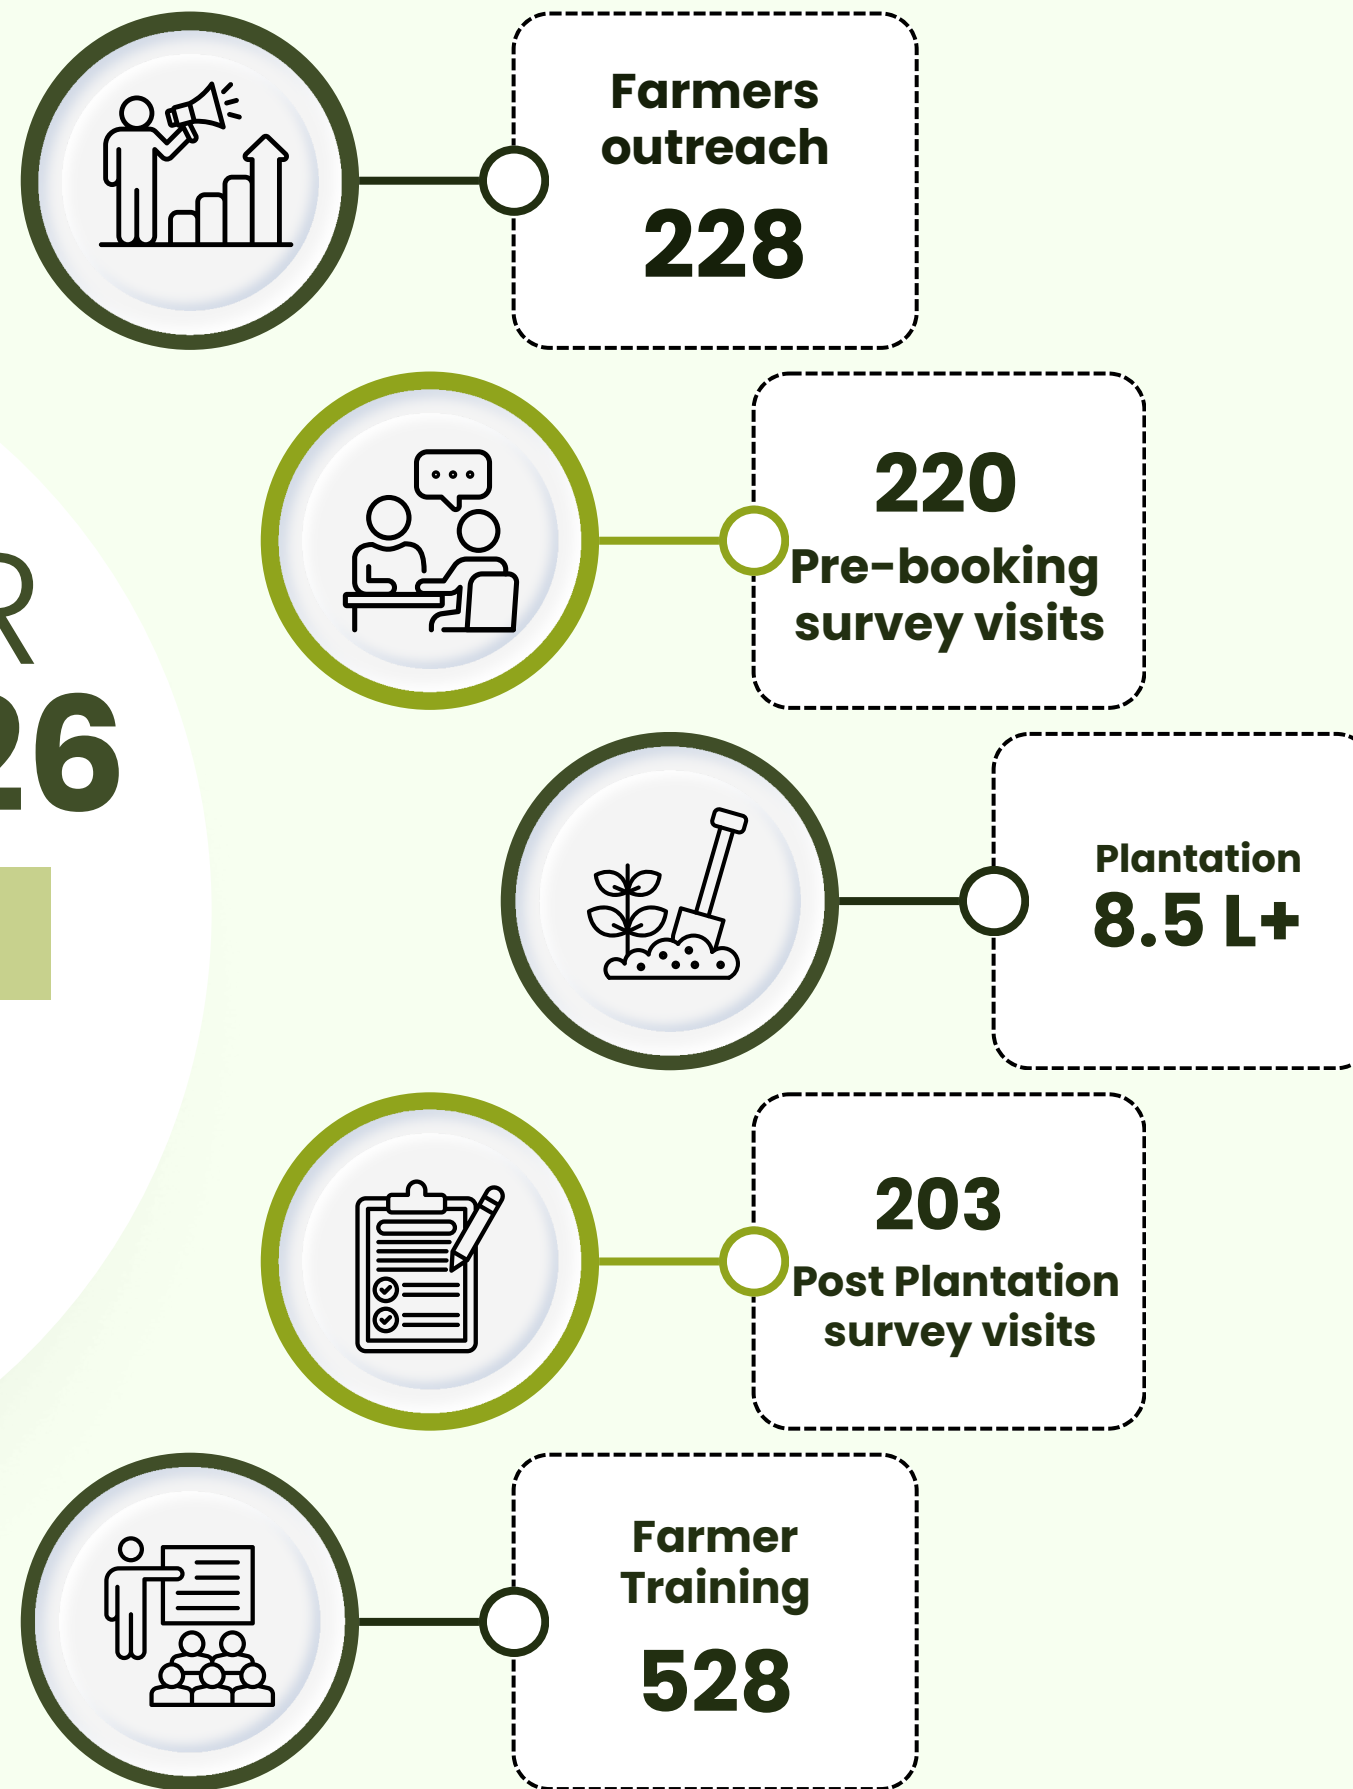 Farmers
outreach
228
220
Pre-booking
survey visits
R
26
Plantation
8.5 L+
203
Post Plantation
survey visits
Farmer
Training
528